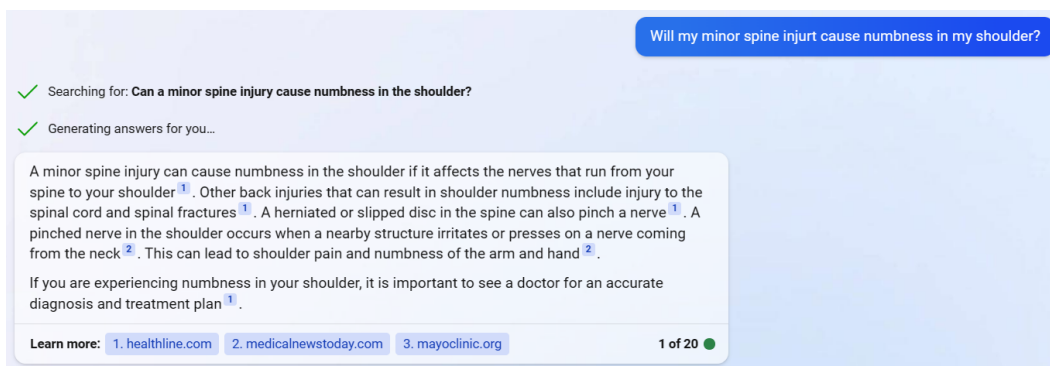 Will my minor spine injurt cause numbness in my shoulder?
Searching for: Can a minor spine injury cause numbness in the shoulder?
Generating answers for you...
A minor spine injury can cause numbness in the shoulder if it affects the nerves that run from your
spine to your shoulder 1 . Other back injuries that can result in shoulder numbness include injury to the
spinal cord and spinal fractures 1 . A herniated or slipped disc in the spine can also pinch a nerve 1 . A
pinched nerve in the shoulder occurs when a nearby structure irritates or presses on a nerve coming
from the neck 2 . This can lead to shoulder pain and numbness of the arm and hand 2 .
If you are experiencing numbness in your shoulder, it is important to see a doctor for an accurate
diagnosis and treatment plan 1 .
Learn more: 1. healthline.com 2. medicalnewstoday.com 3. mayoclinic.org 1 of 20